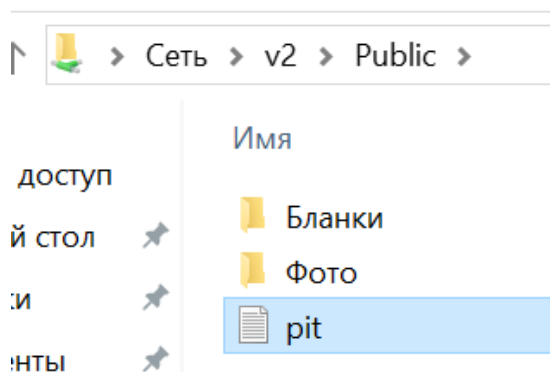 Сеть > v2 > Public >
Имя
доступ
Бланки
й стол
Фото
ки
pit
енты